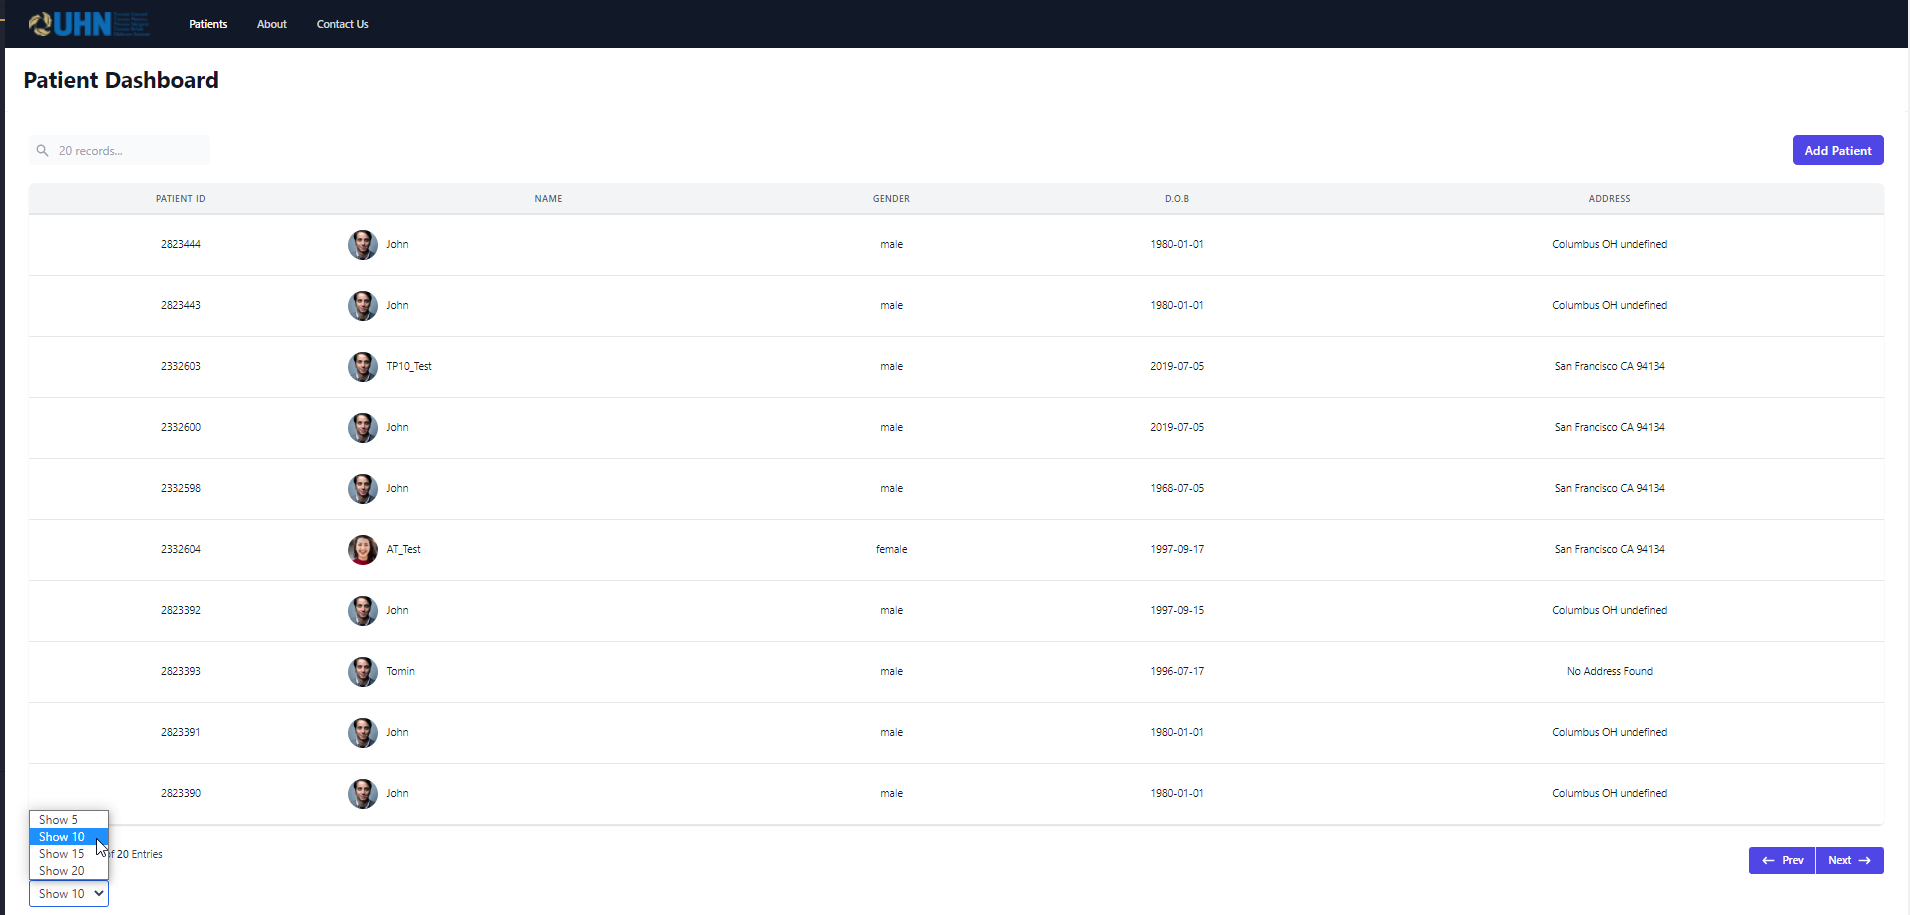 UHN
Patients About Contact Us
Patient Dashboard
20 records...
Add Patient
PATIENT ID NAME GENDER D.O.B ADDRESS
2823444 John male 1980-01-01 Columbus OH undefined
2823443 John male 1980-01-01 Columbus OH undefined
2332603 TP10_Test male 2019-07-05 San Francisco CA 94134
2332600 John male 2019-07-05 San Francisco CA 94134
2332598 John male 1968-07-05 San Francisco CA 94134
2332604 AT_Test female 1997-09-17 San Francisco CA 94134
2823392 John male 1997-09-15 Columbus OH undefined
2823393 Tomin male 1996-07-17 No Address Found
2823391 John male 1980-01-01 Columbus OH undefined
2823390 John male 1980-01-01 Columbus OH undefined
Show 5
Show 10
Show 15
Show 20
of 20 Entries
← Prev Next →
Show 10